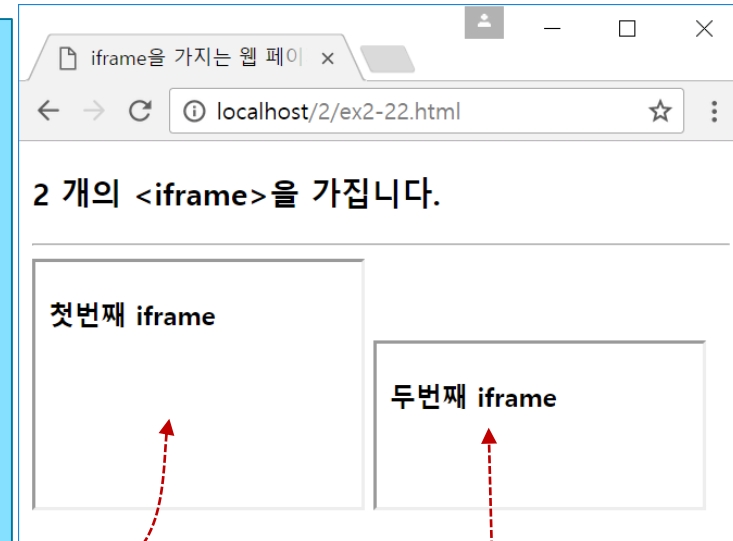 iframe을 가지는 웹 페이
localhost/2/ex2-22.html
2 개의 <iframe>을 가집니다.
첫번째 iframe
두번째 iframe